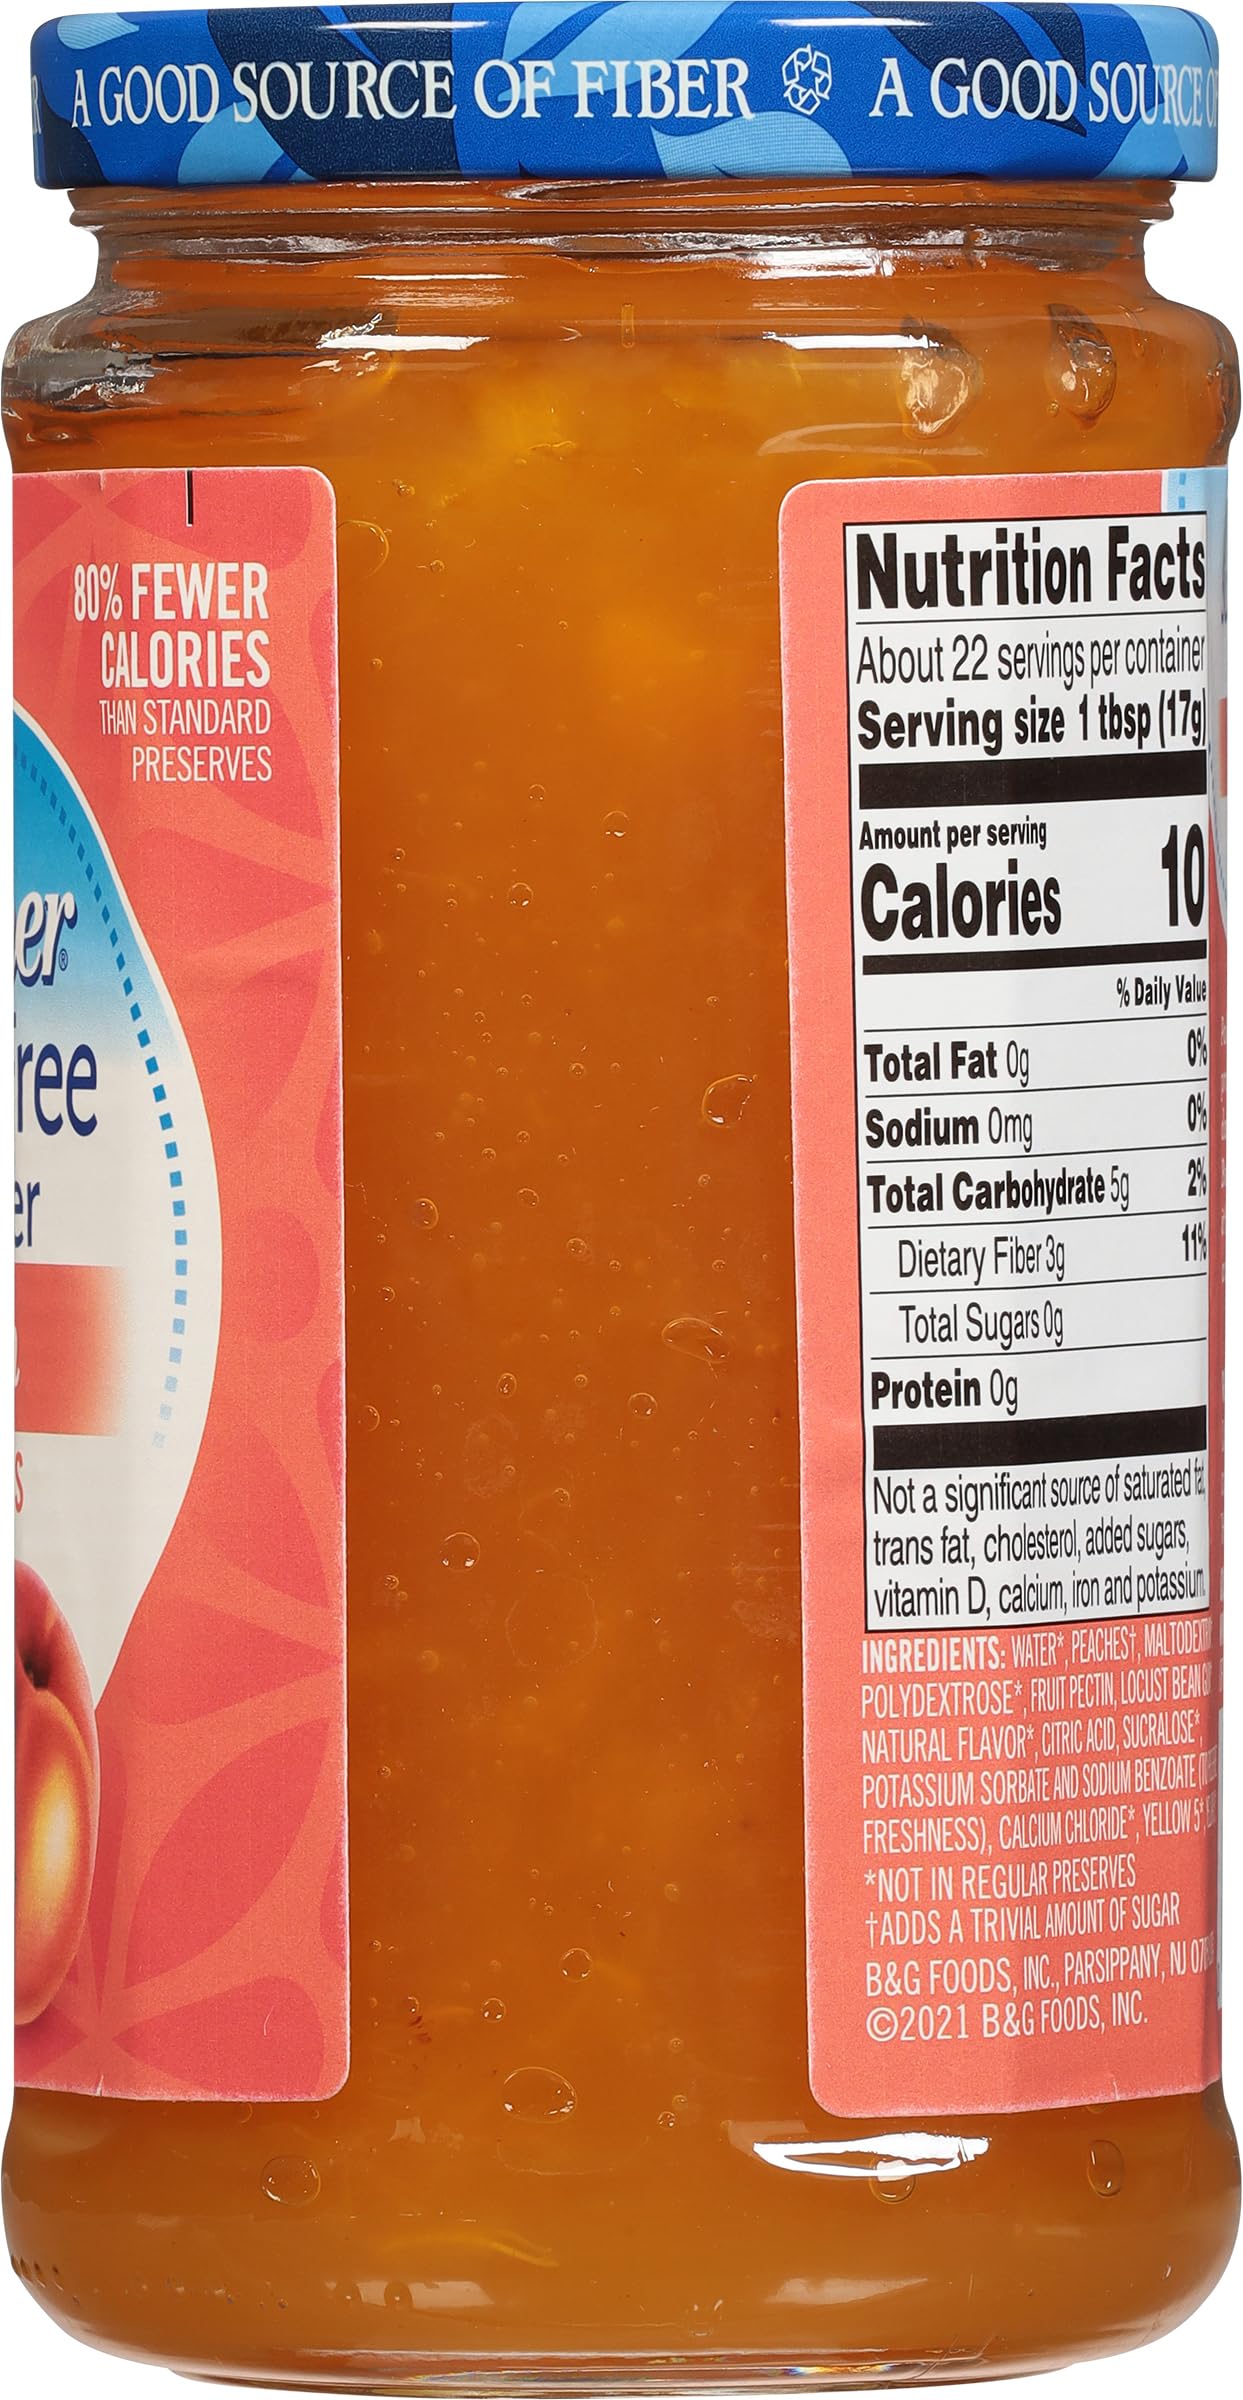 A GOOD SOURCE OF FIBER A GOOD SOURCE
80% FEWER
CALORIES
THAN STANDARD
PRESERVES
Nutrition Facts
About 22 servings per container
Serving size 1 tbsp (17g)
Amount per serving
Calories 10
% Daily Value
Total Fat 0g 0%
Sodium 0mg 0%
Total Carbohydrate 5g 2%
Dietary Fiber 3g 11%
Total Sugars 0g
Protein 0g
Not a significant source of saturated fat,
trans fat, cholesterol, added sugars,
vitamin D, calcium, iron and potassium.
INGREDIENTS: WATER*, PEACHES†,
POLYDEXTROSE*, FRUIT PECTIN, LOCUST BEAN
NATURAL FLAVOR*, CITRIC ACID, SUCRALOSE*,
POTASSIUM SORBATE AND SODIUM BENZOATE
FRESHNESS), CALCIUM CHLORIDE*, YELLOW 5*,
*NOT IN REGULAR PRESERVES
†ADDS A TRIVIAL AMOUNT OF SUGAR
B&G FOODS, INC., PARSIPPANY, NJ
©2021 B&G FOODS, INC.